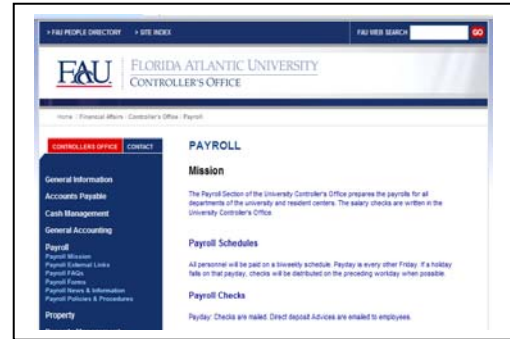 > FAU PEOPLE DIRECTORY > SITE INDEX FAU WEB SEARCH GO
FAU FLORIDA ATLANTIC UNIVERSITY
CONTROLLER'S OFFICE
Home / Financial Affairs - Controller's Office - Payroll
CONTROLLERS OFFICE CONTACT
General Information
Accounts Payable
Cash Management
General Accounting
Payroll
Payroll Mission
Payroll External Links
Payroll FAQs
Payroll Forms
Payroll News & Information
Payroll Policies & Procedures
Property
PAYROLL
Mission
The Payroll Section of the University Controller's Office prepares the payrolls for all
departments of the university and resident centers. The salary checks are written in the
University Controller's Office.
Payroll Schedules
All personnel will be paid on a biweekly schedule. Payday is every other Friday. If a holiday
falls on that payday, checks will be distributed on the preceding workday when possible.
Payroll Checks
Payday: Checks are mailed. Direct deposit Advices are emailed to employees.